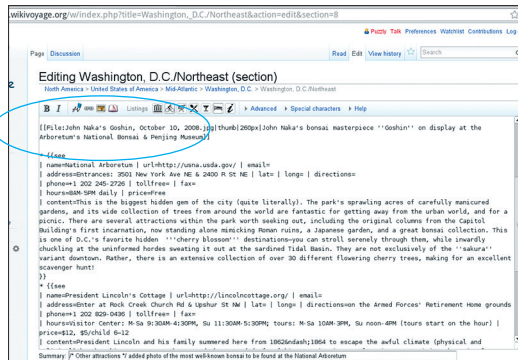 .wikivoyage.org/w/index.php?title=Washington,_D.C./Northeast&action=edit&section=8
Puzzly Talk Preferences Watchlist Contributions Log
Page Discussion Read Edit View history Search
Editing Washington, D.C./Northeast (section)
North America > United States of America > Mid-Atlantic > Washington, D.C. > Washington, D.C./Northeast
B I Listings Advanced Special characters Help
[[File:John Naka's Goshin, October 10, 2008.jpg|thumb|260px|John Naka's bonsai masterpiece ''Goshin'' on display at the
Arboretum's National Bonsai & Penjing Museum]]
* {{see
| name=National Arboretum | url=http://usna.usda.gov/ | email=
| address=Entrances: 3501 New York Ave NE & 2400 R St NE | lat= | long= | directions=
| phone=+1 202 245-2726 | tollfree= | fax=
| hours=8AM-5PM daily | price=Free
| content=This is the biggest hidden gem of the city (quite literally). The park's sprawling acres of carefully manicured
gardens, and its wide collection of trees from around the world are fantastic for getting away from the urban world, and for a
picnic. There are several attractions within the park worth seeking out, including the original columns from the Capitol
Building's first incarnation, now standing alone mimicking Roman ruins, a Japanese garden, and a great bonsai collection. This
is one of D.C.'s favorite hidden '''cherry blossom''' destinations—you can stroll serenely through them, while inwardly
chuckling at the uninformed hordes sweating it out at the sardined Tidal Basin. They are not exclusively of the ''sakura''
variant downtown. Rather, there is an extensive collection of over 30 different flowering cherry trees, making for an excellent
scavenger hunt!
}}
* {{see
| name=President Lincoln's Cottage | url=http://lincolncottage.org/ | email=
| address=Enter at Rock Creek Church Rd & Upshur St NW | lat= | long= | directions=on the Armed Forces' Retirement Home grounds
| phone=+1 202 829-0436 | tollfree= | fax=
| hours=Visitor Center: M-Sa 9:30AM-4:30PM, Su 11:30AM-5:30PM; tours: M-Sa 10AM-3PM, Su noon-4PM (tours start on the hour) |
price=$12, $5/child 6-12
| content=President Lincoln and his family summered here from 1862&ndash;1864 to escape the awful climate (physical and
Summary: /* Other attractions */ added photo of the most well-known bonsai to be found at the National Arboretum